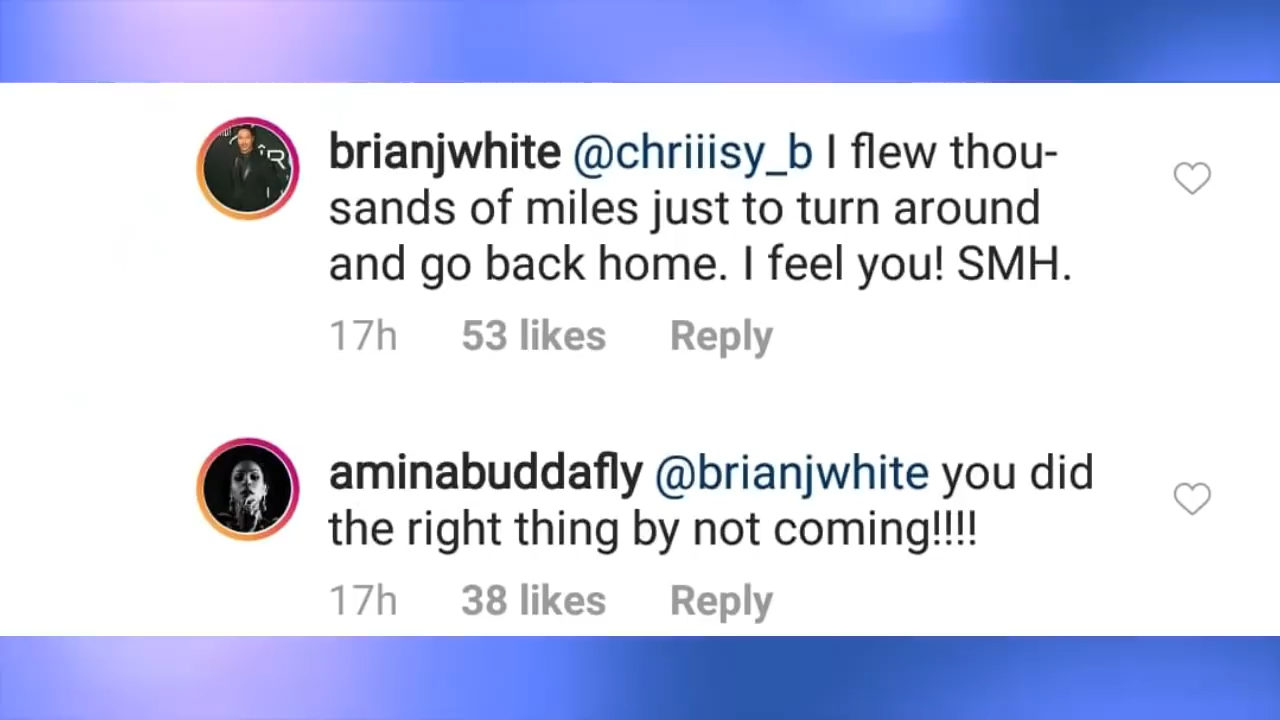 brianjwhite @chriiisy_b I flew thou-
sands of miles just to turn around
and go back home. I feel you! SMH.
17h 53 likes Reply
aminabuddafly @brianjwhite you did
the right thing by not coming!!!!
17h 38 likes Reply